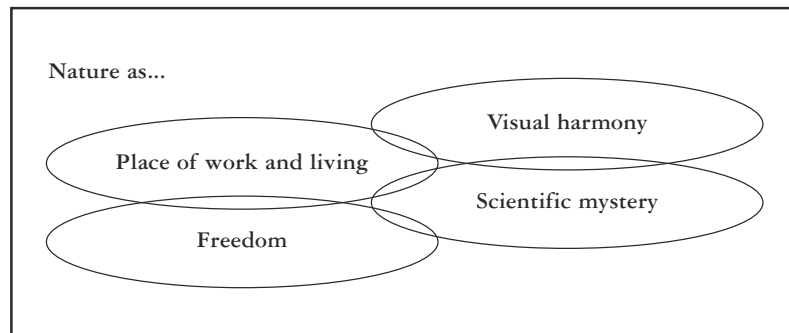 Nature as...
Visual harmony
Place of work and living
Scientific mystery
Freedom